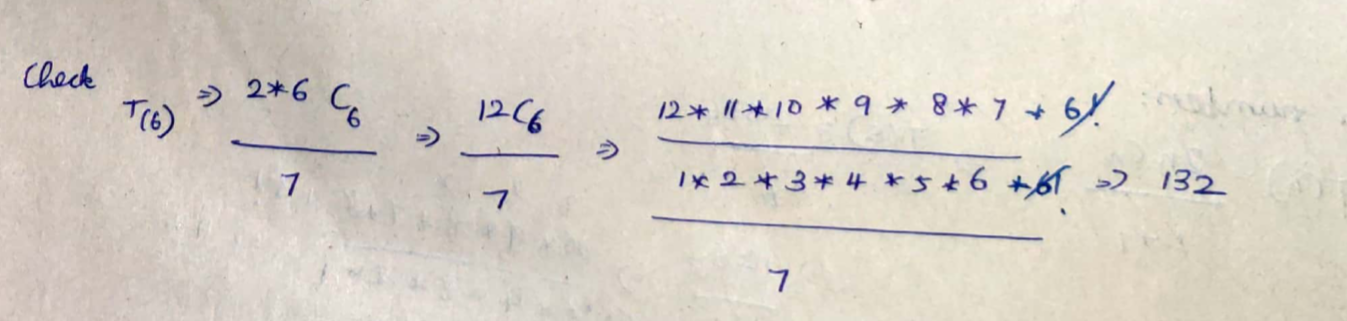 Check T(6) ⇒ 2*6 C6 / 7 ⇒ 12C6 / 7 ⇒ 12*11*10*9*8*7*6! / 1*2*3*4*5*6*6! / 7 ⇒ 132